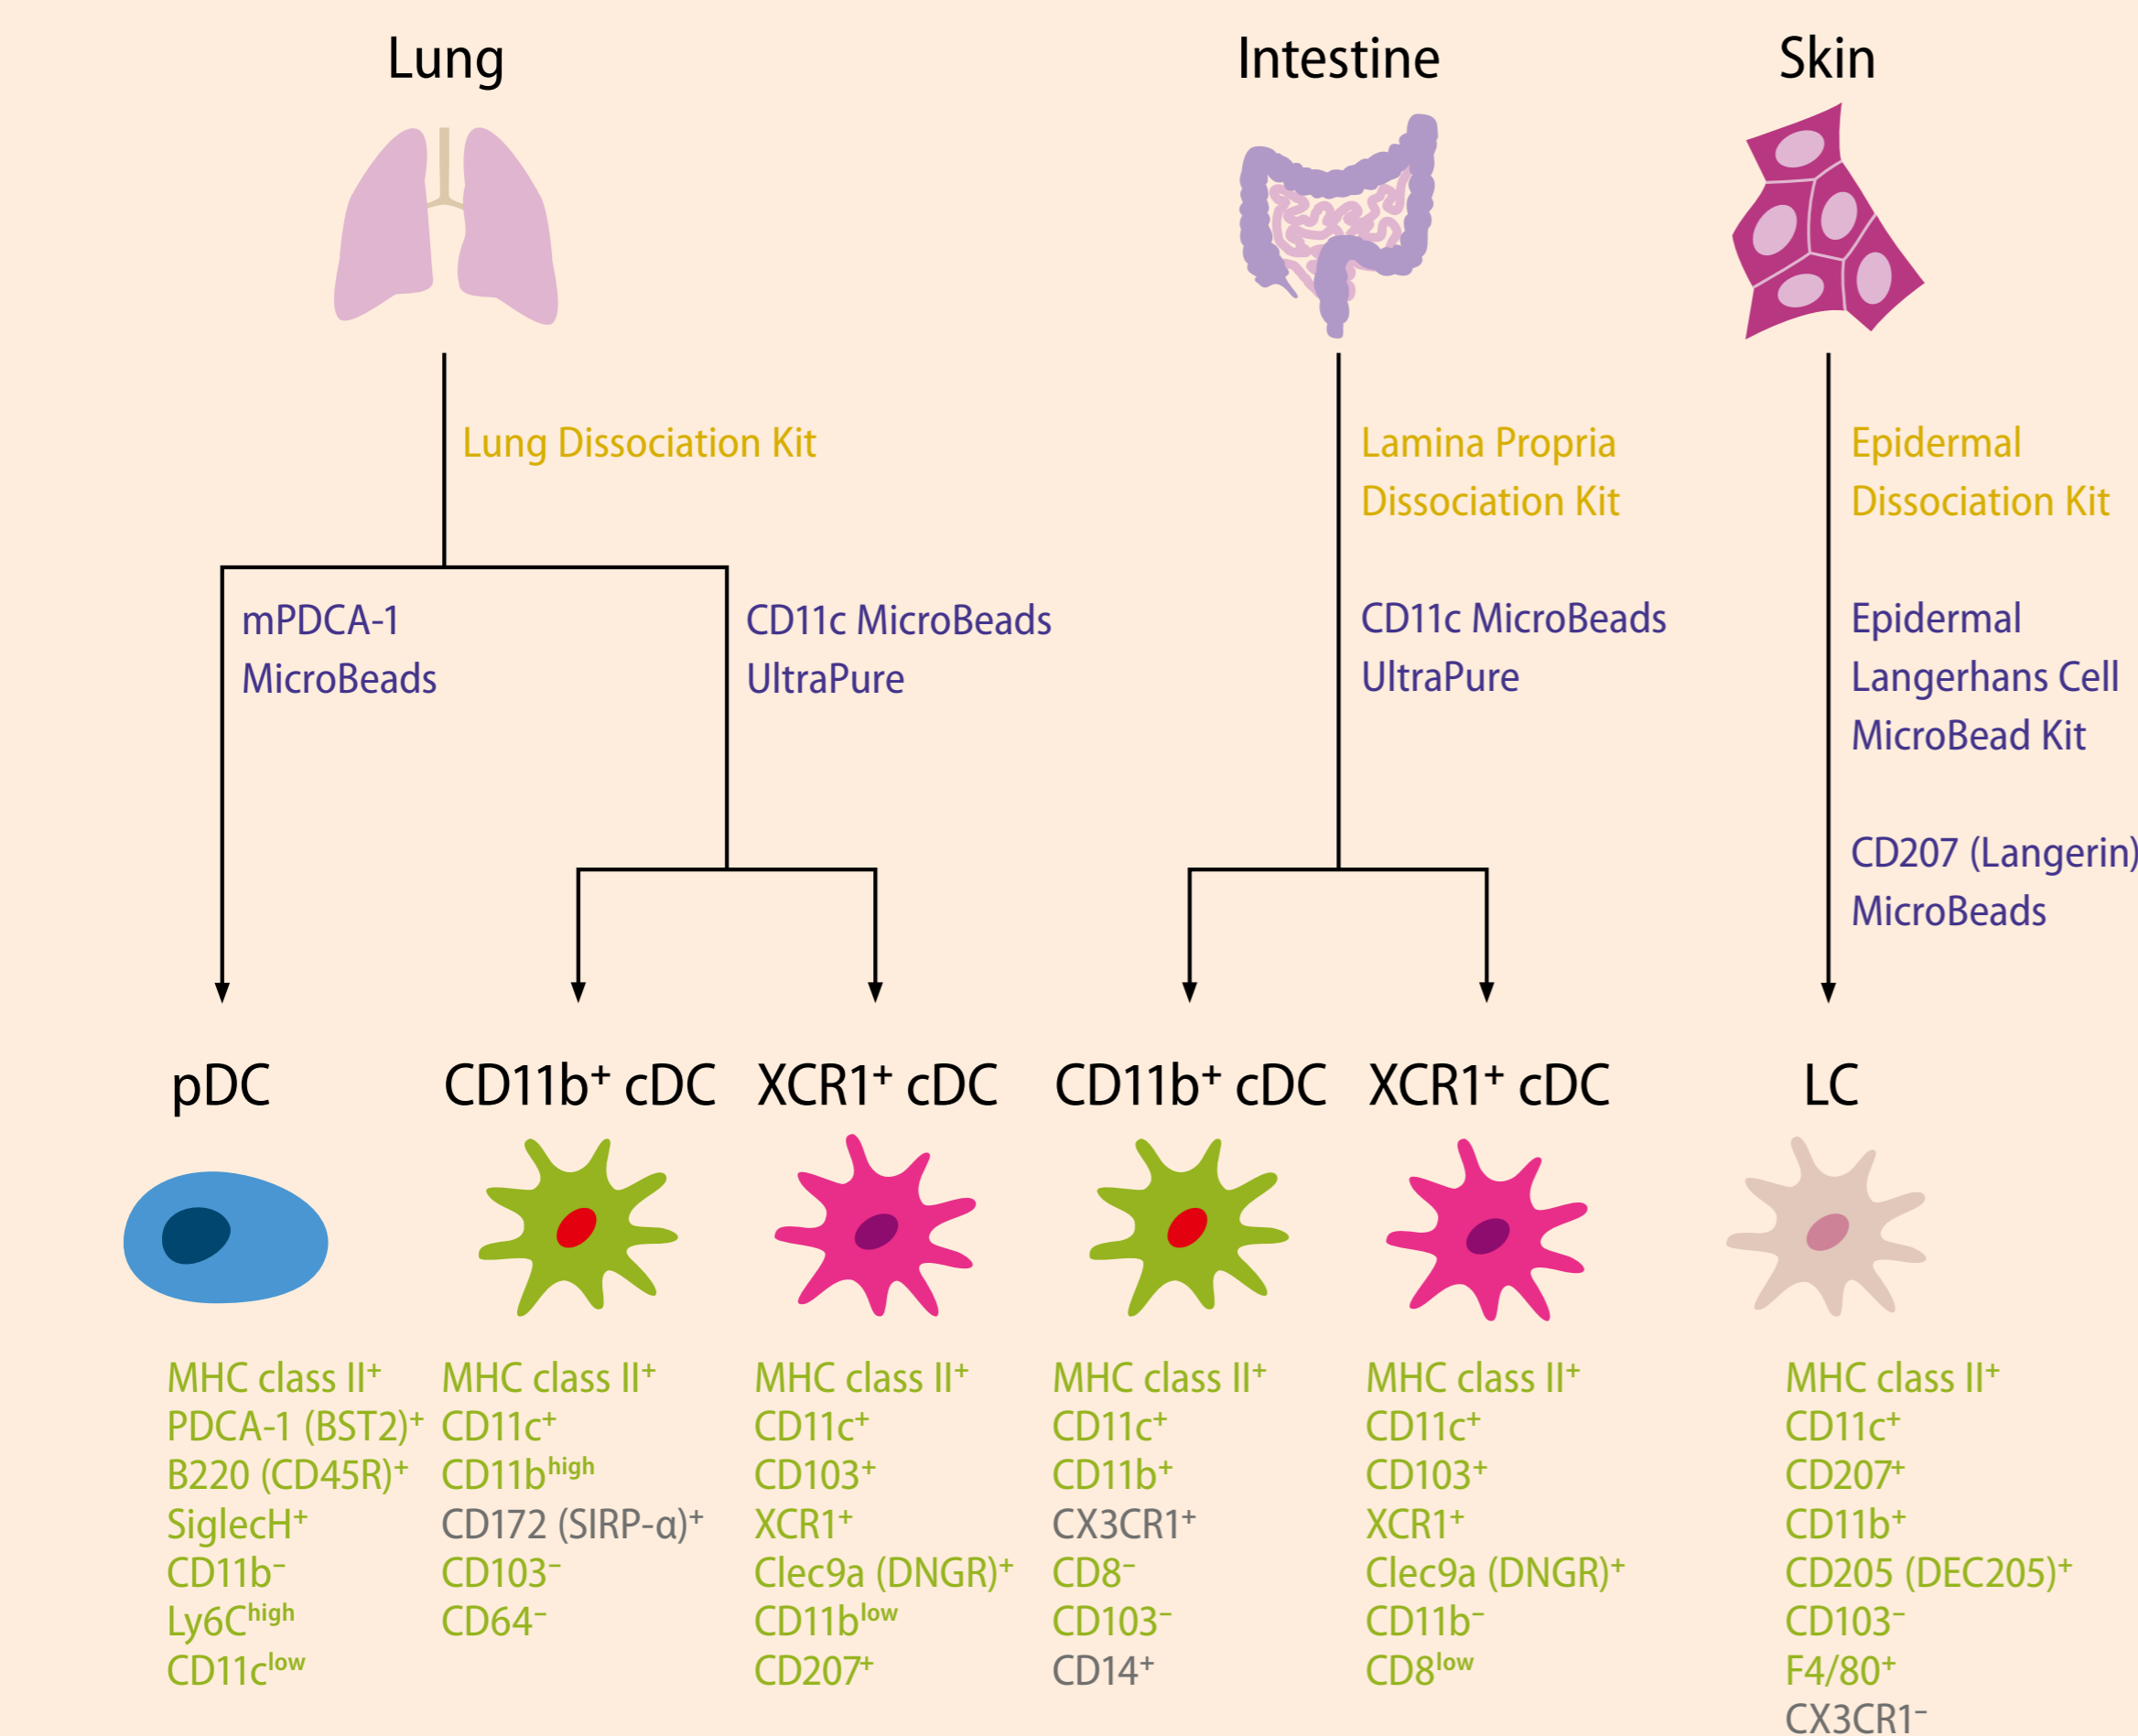 Lung
Intestine
Skin
Lung Dissociation Kit
Lamina Propria
Dissociation Kit
Epidermal
Dissociation Kit
mPDCA-1
MicroBeads
CD11c MicroBeads
UltraPure
CD11c MicroBeads
UltraPure
Epidermal
Langerhans Cell
MicroBead Kit
CD207 (Langerin)
MicroBeads
pDC
CD11b⁺ cDC
XCR1⁺ cDC
CD11b⁺ cDC
XCR1⁺ cDC
LC
MHC class II⁺
PDCA-1 (BST2)⁺
B220 (CD45R)⁺
SiglecH⁺
CD11b⁻
Ly6Cʰⁱᵍʰ
CD11cˡᵒʷ
MHC class II⁺
CD11c⁺
CD11bʰⁱᵍʰ
CD172 (SIRP-α)⁺
CD103⁻
CD64⁻
MHC class II⁺
CD11c⁺
CD103⁺
XCR1⁺
Clec9a (DNGR)⁺
CD11bˡᵒʷ
CD207⁺
MHC class II⁺
CD11c⁺
CD11b⁺
CX3CR1⁺
CD8⁻
CD103⁻
CD14⁺
MHC class II⁺
CD11c⁺
CD103⁺
XCR1⁺
Clec9a (DNGR)⁺
CD11b⁻
CD8ˡᵒʷ
MHC class II⁺
CD11c⁺
CD207⁺
CD11b⁺
CD205 (DEC205)⁺
CD103⁻
F4/80⁺
CX3CR1⁻